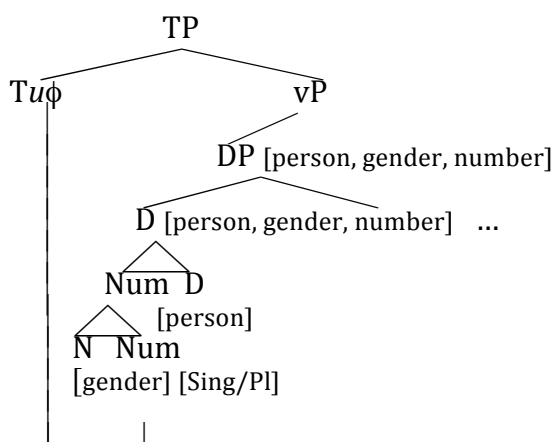 TP
Tuϕ vP
DP [person, gender, number]
D [person, gender, number] ...
Num D
[person]
N Num
[gender] [Sing/Pl]